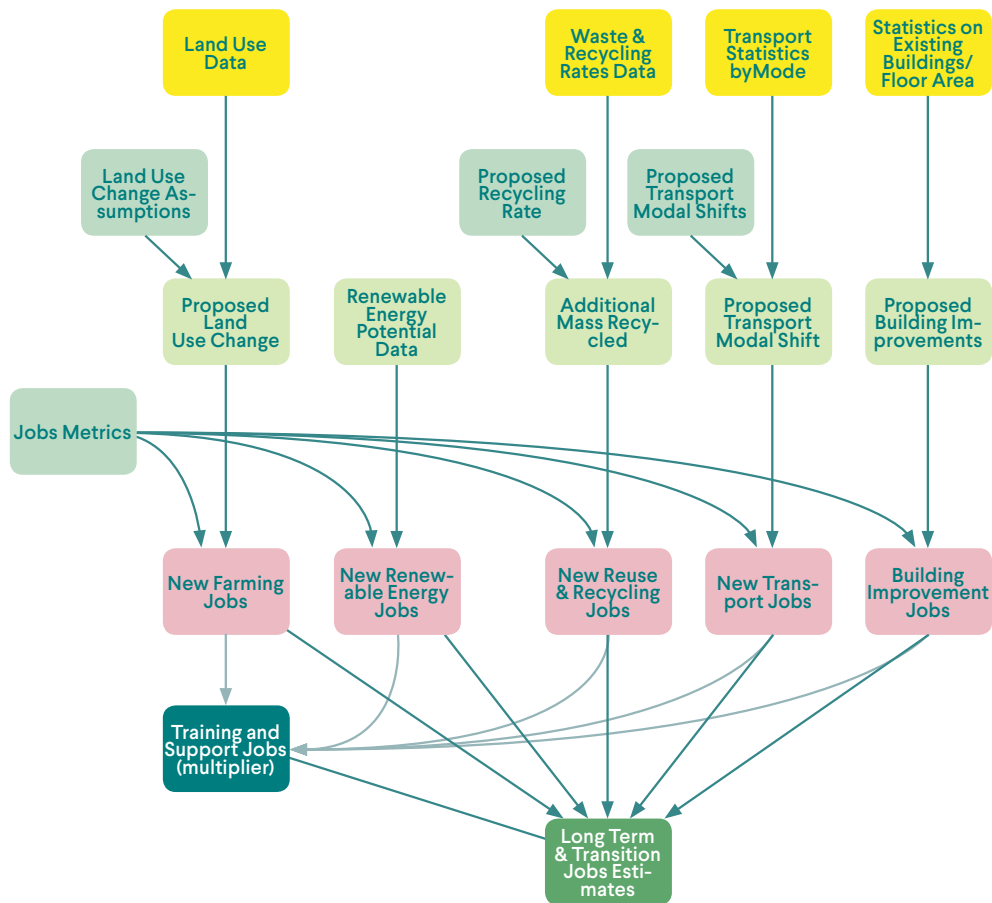 Land Use
Data
Waste &
Recycling
Rates Data
Transport
Statistics
byMode
Statistics on
Existing
Buildings/
Floor Area
Land Use
Change As-
sumptions
Proposed
Recycling
Rate
Proposed
Transport
Modal Shifts
Proposed
Land
Use Change
Renewable
Energy
Potential
Data
Additional
Mass Recy-
cled
Proposed
Transport
Modal Shift
Proposed
Building Im-
provements
Jobs Metrics
New Farming
Jobs
New Renew-
able Energy
Jobs
New Reuse
& Recycling
Jobs
New Trans-
port Jobs
Building
Improvement
Jobs
Training and
Support Jobs
(multiplier)
Long Term
& Transition
Jobs Esti-
mates